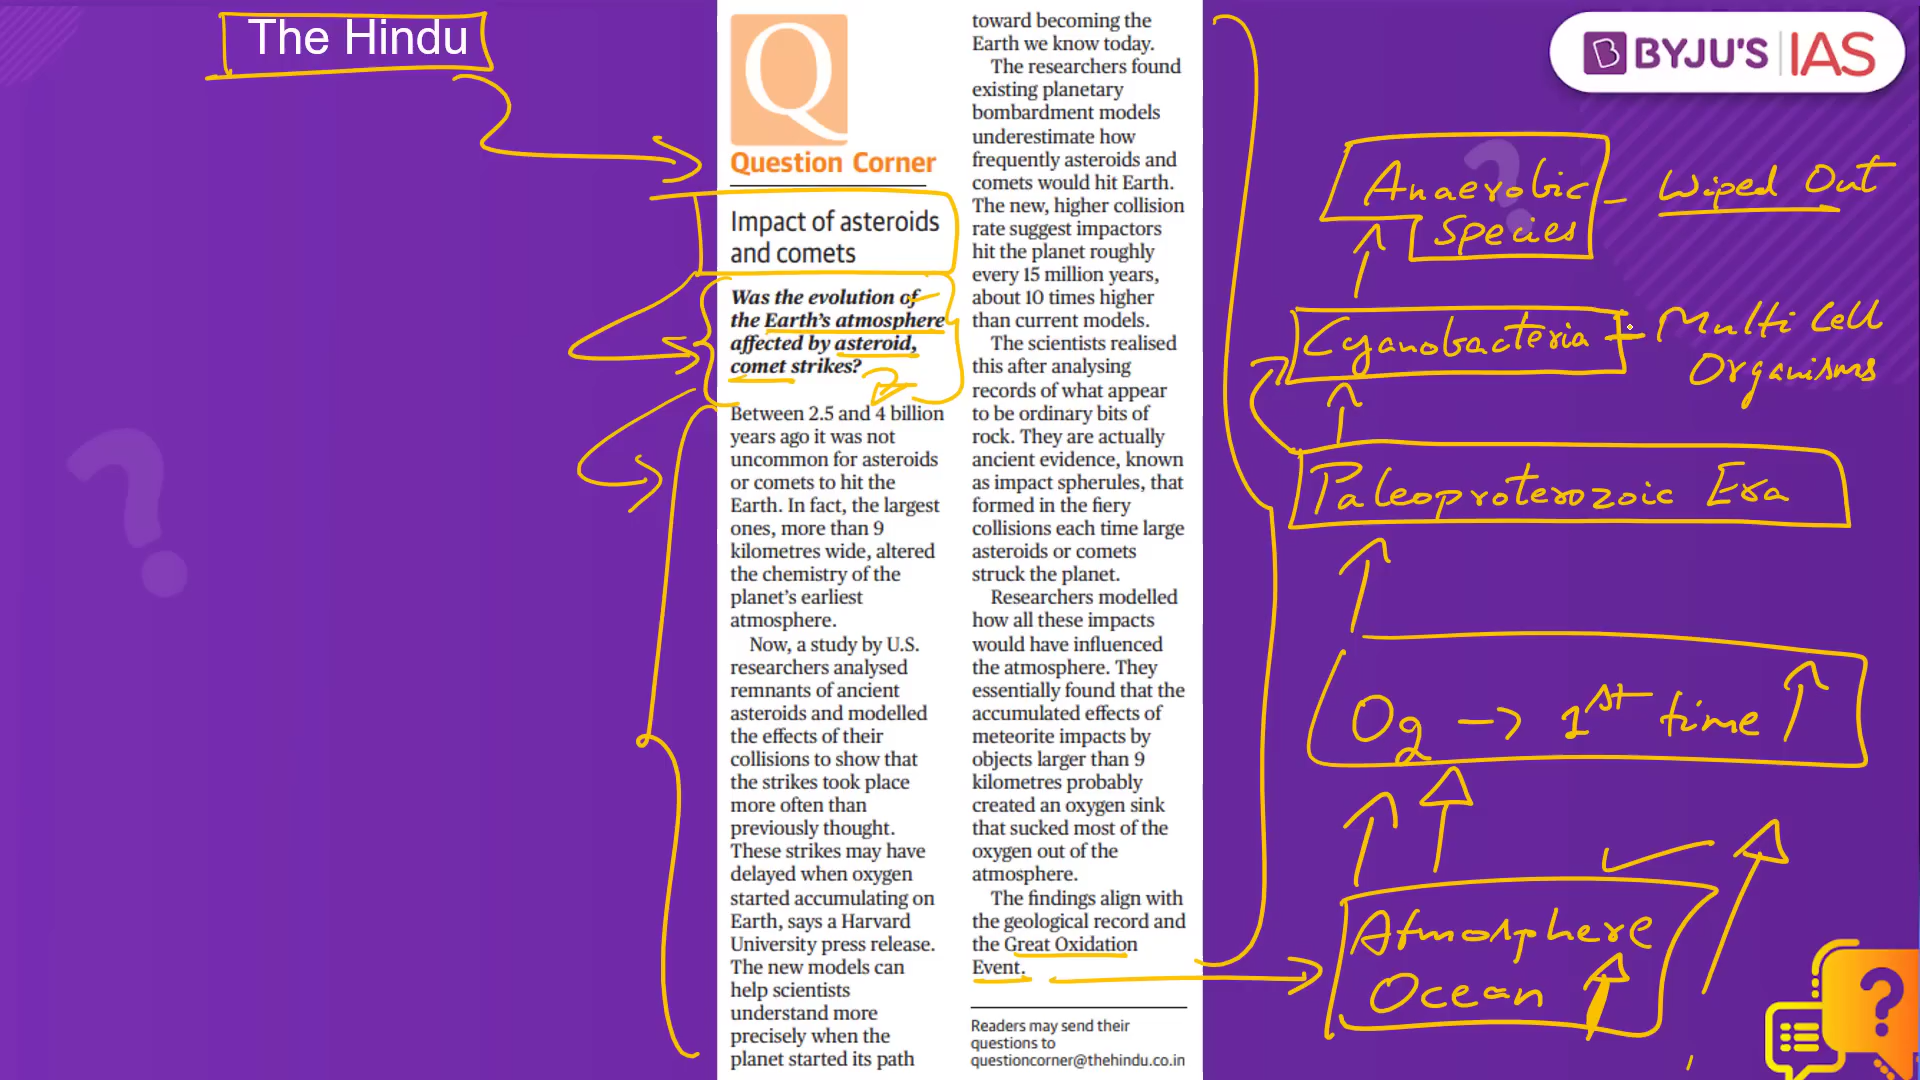 The Hindu
Q
Question Corner
Impact of asteroids
and comets
Was the evolution of
the Earth's atmosphere
affected by asteroid,
comet strikes?
Between 2.5 and 4 billion
years ago it was not
uncommon for asteroids
or comets to hit the
Earth. In fact, the largest
ones, more than 9
kilometres wide, altered
the chemistry of the
planet's earliest
atmosphere.
Now, a study by U.S.
researchers analysed
remnants of ancient
asteroids and modelled
the effects of their
collisions to show that
the strikes took place
more often than
previously thought.
These strikes may have
delayed when oxygen
started accumulating on
Earth, says a Harvard
University press release.
The new models can
help scientists
understand more
precisely when the
planet started its path
toward becoming the
Earth we know today.
The researchers found
existing planetary
bombardment models
underestimate how
frequently asteroids and
comets would hit Earth.
The new, higher collision
rate suggest impactors
hit the planet roughly
every 15 million years,
about 10 times higher
than current models.
The scientists realised
this after analysing
records of what appear
to be ordinary bits of
rock. They are actually
ancient evidence, known
as impact spherules, that
formed in the fiery
collisions each time large
asteroids or comets
struck the planet.
Researchers modelled
how all these impacts
would have influenced
the atmosphere. They
essentially found that the
accumulated effects of
meteorite impacts by
objects larger than 9
kilometres probably
created an oxygen sink
that sucked most of the
oxygen out of the
atmosphere.
The findings align with
the geological record and
the Great Oxidation
Event.
Readers may send their
questions to
questioncorner@thehindu.co.in
BYJU'S IAS
Anaerobic - Wiped Out
Species
Cyanobacteria - Multi Cell
Organisms
Paleoproterozoic Era
O2 → 1st time ↑
Atmosphere
Ocean ↑